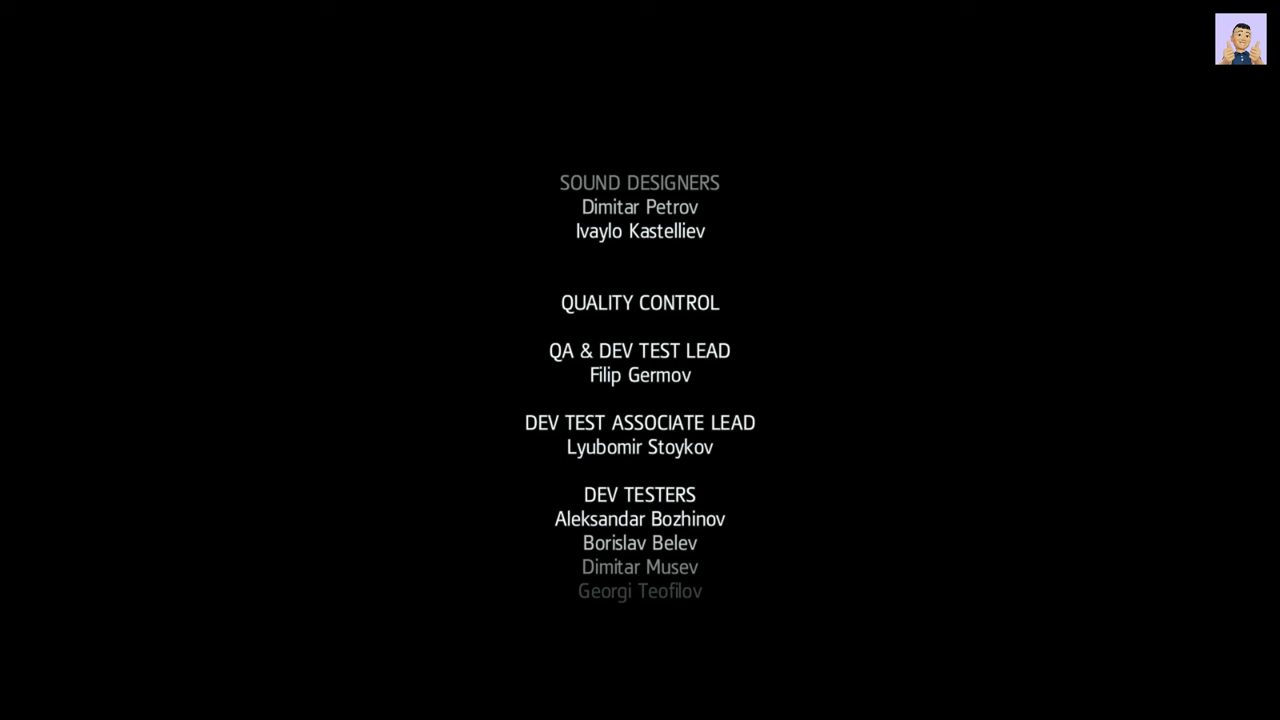 SOUND DESIGNERS
Dimitar Petrov
Ivaylo Kastelliev
QUALITY CONTROL
QA & DEV TEST LEAD
Filip Germov
DEV TEST ASSOCIATE LEAD
Lyubomir Stoykov
DEV TESTERS
Aleksandar Bozhinov
Borislav Belev
Dimitar Musev
Georgi Teofilov